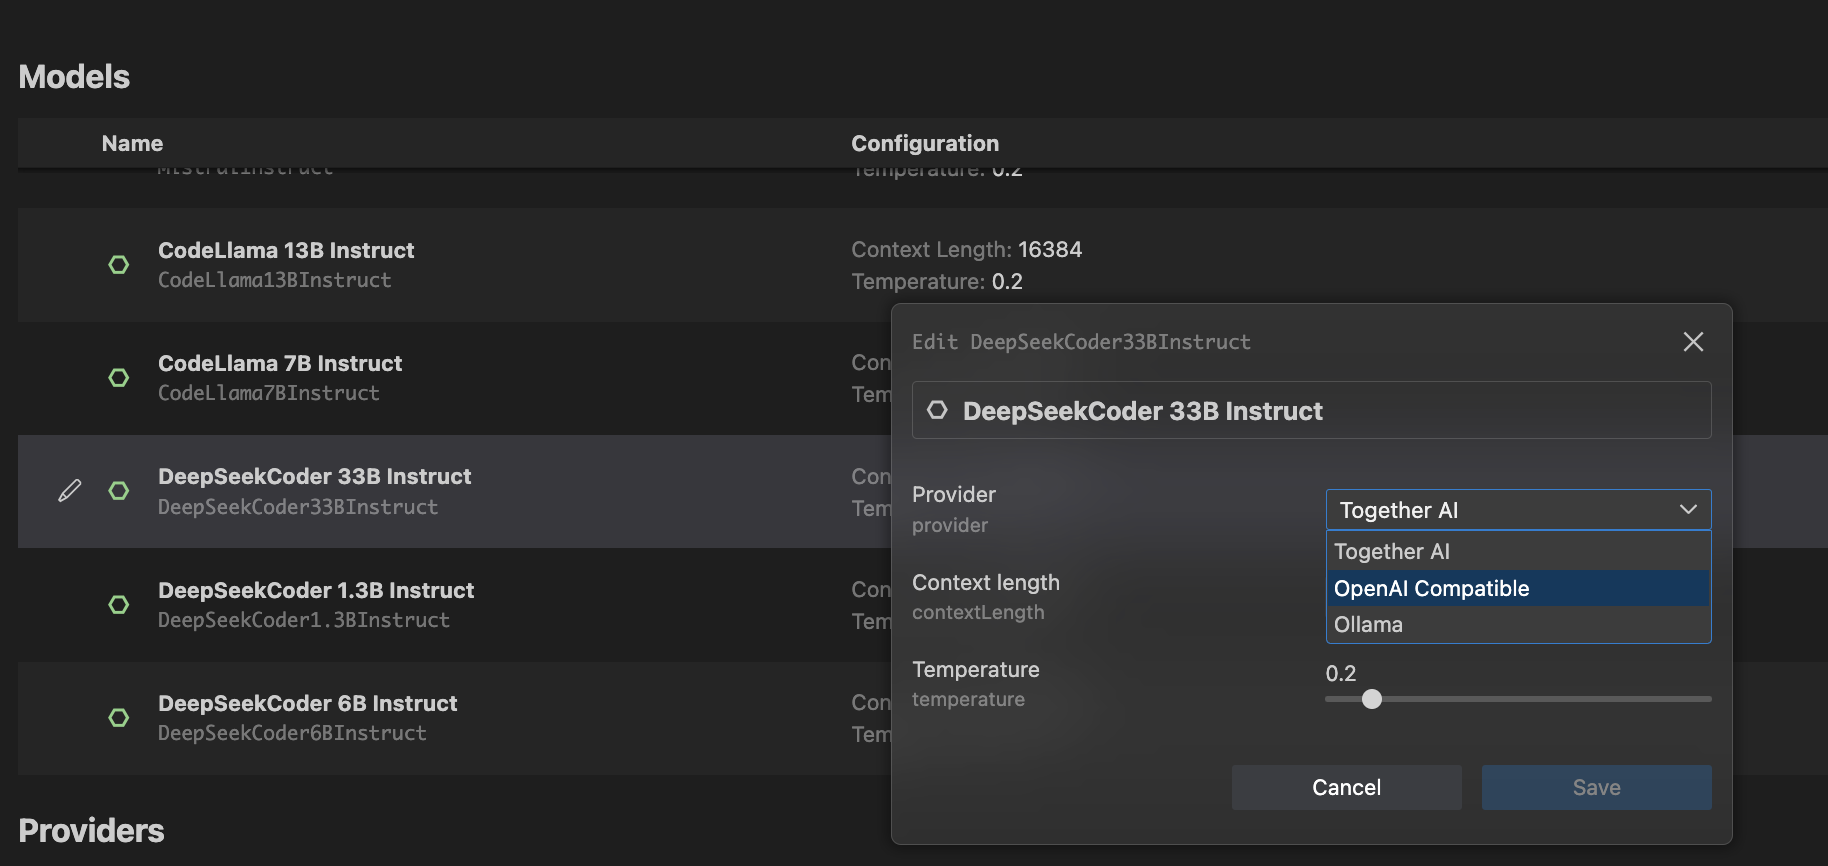 Models
Name
Configuration
MistralInstruct
Temperature: 0.2
CodeLlama 13B Instruct
CodeLlama13BInstruct
Context Length: 16384
Temperature: 0.2
CodeLlama 7B Instruct
CodeLlama7BInstruct
Con
Tem
DeepSeekCoder 33B Instruct
DeepSeekCoder33BInstruct
Con
Tem
DeepSeekCoder 1.3B Instruct
DeepSeekCoder1.3BInstruct
Con
Tem
DeepSeekCoder 6B Instruct
DeepSeekCoder6BInstruct
Con
Tem
Providers
Edit DeepSeekCoder33BInstruct
DeepSeekCoder 33B Instruct
Provider
provider
Together AI
Together AI
OpenAI Compatible
Ollama
Context length
contextLength
Temperature
temperature
0.2
Cancel
Save